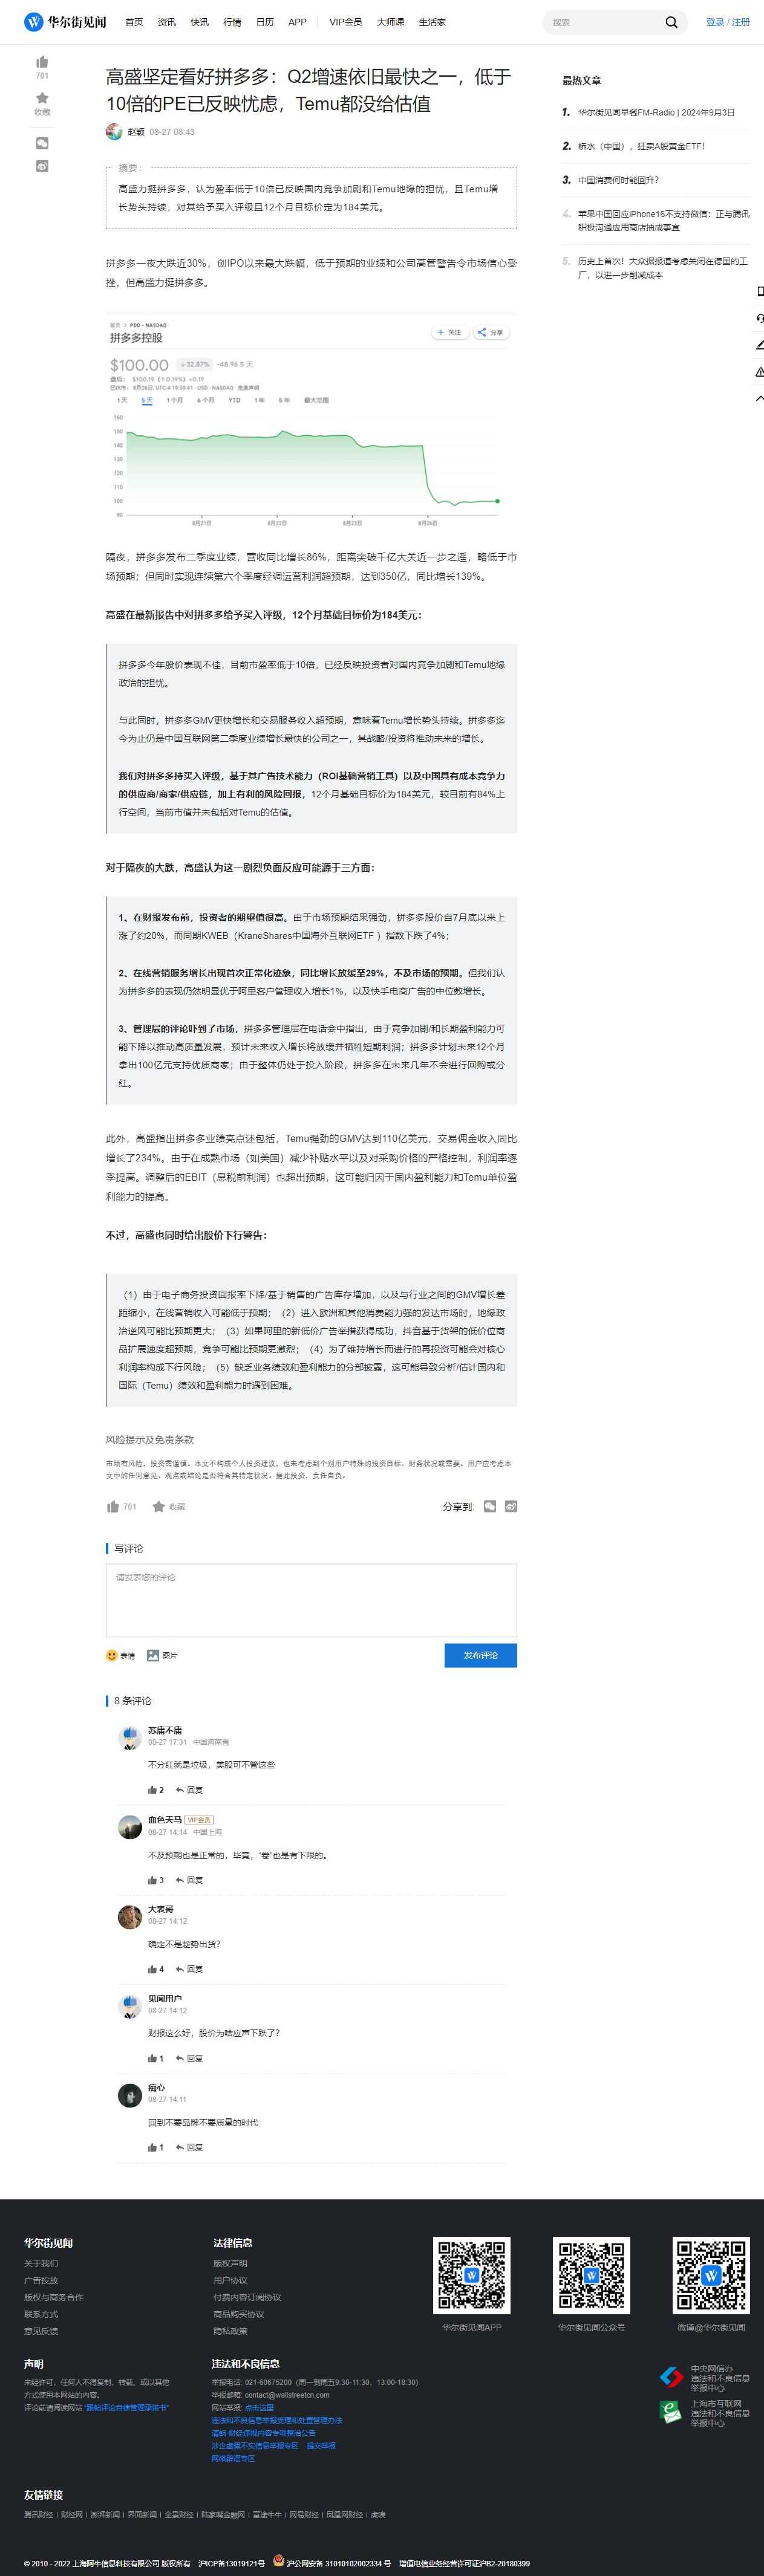 华尔街见闻 首页 资讯 快讯 行情 日历 APP VIP会员 大师课 生活家 搜索 登录 / 注册
701
收藏
高盛坚定看好拼多多：Q2增速依旧最快之一，低于
10倍的PE已反映忧虑，Temu都没给估值
赵颖 08-27 08:43
摘要：
高盛力挺拼多多，认为盈率低于10倍已反映国内竞争加剧和Temu地缘的担忧，且Temu增
长势头持续，对其给予买入评级且12个月目标价定为184美元。
拼多多一夜大跌近30%，创IPO以来最大跌幅，低于预期的业绩和公司高管警告令市场信心受
挫，但高盛力挺拼多多。
首页 > PDD · NASDAQ
拼多多控股
+ 关注 分享
$100.00 ↓32.87% -48.96 5 天
盘后： $100.19 (↑0.19%) +0.19
已休市： 8月26日, UTC-4 19:59:41 · USD · NASDAQ · 免责声明
1 天 5 天 1 个月 6 个月 YTD 1 年 5 年 最大范围
160
150
140
130
120
110
100
90
8月21日 8月22日 8月23日 8月26日
隔夜，拼多多发布二季度业绩，营收同比增长86%，距离突破千亿大关近一步之遥，略低于市
场预期；但同时实现连续第六个季度经调运营利润超预期，达到350亿，同比增长139%。
高盛在最新报告中对拼多多给予买入评级，12个月基础目标价为184美元：
拼多多今年股价表现不佳，目前市盈率低于10倍，已经反映投资者对国内竞争加剧和Temu地缘
政治的担忧。
与此同时，拼多多GMV更快增长和交易服务收入超预期，意味着Temu增长势头持续。拼多多迄
今为止仍是中国互联网第二季度业绩增长最快的公司之一，其战略/投资将推动未来的增长。
我们对拼多多持买入评级，基于其广告技术能力（ROI基础营销工具）以及中国具有成本竞争力
的供应商/商家/供应链，加上有利的风险回报，12个月基础目标价为184美元，较目前有84%上
行空间，当前市值并未包括对Temu的估值。
对于隔夜的大跌，高盛认为这一剧烈负面反应可能源于三方面：
1、在财报发布前，投资者的期望值很高。由于市场预期结果强劲，拼多多股价自7月底以来上
涨了约20%，而同期KWEB（KraneShares中国海外互联网ETF ）指数下跌了4%；
2、在线营销服务增长出现首次正常化迹象，同比增长放缓至29%，不及市场的预期。但我们认
为拼多多的表现仍然明显优于阿里客户管理收入增长1%，以及快手电商广告的中位数增长。
3、管理层的评论吓到了市场，拼多多管理层在电话会中指出，由于竞争加剧/和长期盈利能力可
能下降以推动高质量发展，预计未来收入增长将放缓并牺牲短期利润；拼多多计划未来12个月
拿出100亿元支持优质商家；由于整体仍处于投入阶段，拼多多在未来几年不会进行回购或分
红。
此外，高盛指出拼多多业绩亮点还包括，Temu强劲的GMV达到110亿美元，交易佣金收入同比
增长了234%。由于在成熟市场（如美国）减少补贴水平以及对采购价格的严格控制，利润率逐
季提高。调整后的EBIT（息税前利润）也超出预期，这可能归因于国内盈利能力和Temu单位盈
利能力的提高。
不过，高盛也同时给出股价下行警告：
（1）由于电子商务投资回报率下降/基于销售的广告库存增加，以及与行业之间的GMV增长差
距缩小，在线营销收入可能低于预期；（2）进入欧洲和其他消费能力强的发达市场时，地缘政
治逆风可能比预期更大；（3）如果阿里的新低价广告举措获得成功，抖音基于货架的低价位商
品扩展速度超预期，竞争可能比预期更激烈；（4）为了维持增长而进行的再投资可能会对核心
利润率构成下行风险；（5）缺乏业务绩效和盈利能力的分部披露，这可能导致分析/估计国内和
国际（Temu）绩效和盈利能力时遇到困难。
风险提示及免责条款
市场有风险，投资需谨慎。本文不构成个人投资建议，也未考虑到个别用户特殊的投资目标、财务状况或需要。用户应考虑本
文中的任何意见、观点或结论是否符合其特定状况。据此投资，责任自负。
701 收藏 分享到:
写评论
请发表您的评论
表情 图片 发布评论
8 条评论
苏庸不庸
08-27 17:31 中国海南省
不分红就是垃圾，美股可不管这些
2 回复
血色天马 VIP会员
08-27 14:14 中国上海
不及预期也是正常的，毕竟，“卷”也是有下限的。
3 回复
大表哥
08-27 14:12
确定不是趁势出货？
4 回复
见闻用户
08-27 14:12
财报这么好，股价为啥应声下跌了？
1 回复
痴心
08-27 14:11
回到不要品牌不要质量的时代
1 回复
最热文章
1. 华尔街见闻早餐FM-Radio | 2024年9月3日
2. 桥水（中国），狂卖A股黄金ETF！
3. 中国消费何时能回升？
4. 苹果中国回应iPhone16不支持微信：正与腾讯
积极沟通应用商店抽成事宜
5. 历史上首次！大众据报道考虑关闭在德国的工
厂，以进一步削减成本
华尔街见闻
关于我们
广告投放
版权与商务合作
联系方式
意见反馈
法律信息
版权声明
用户协议
付费内容订阅协议
商品购买协议
隐私政策
华尔街见闻APP 华尔街见闻公众号 微博@华尔街见闻
声明
未经许可，任何人不得复制、转载、或以其他
方式使用本网站的内容。
评论前请阅读网站 “跟帖评论自律管理承诺书”
违法和不良信息
举报电话: 021-60675200（周一到周五9:30-11:30、13:00-18:30）
举报邮箱: contact@wallstreetcn.com
网站举报: 点击这里
违法和不良信息举报受理和处置管理办法
清朗·财经违规内容专项整治公告
涉企虚假不实信息举报专区 提交举报
网络辟谣专区
中央网信办
违法和不良信息
举报中心
上海市互联网
违法和不良信息
举报中心
友情链接
腾讯财经 | 财经网 | 澎湃新闻 | 界面新闻 | 全景财经 | 陆家嘴金融网 | 富途牛牛 | 网易财经 | 凤凰网财经 | 虎嗅
© 2010 - 2022 上海阿牛信息科技有限公司 版权所有 沪ICP备13019121号 沪公网安备 31010102002334 号 增值电信业务经营许可证沪B2-20180399